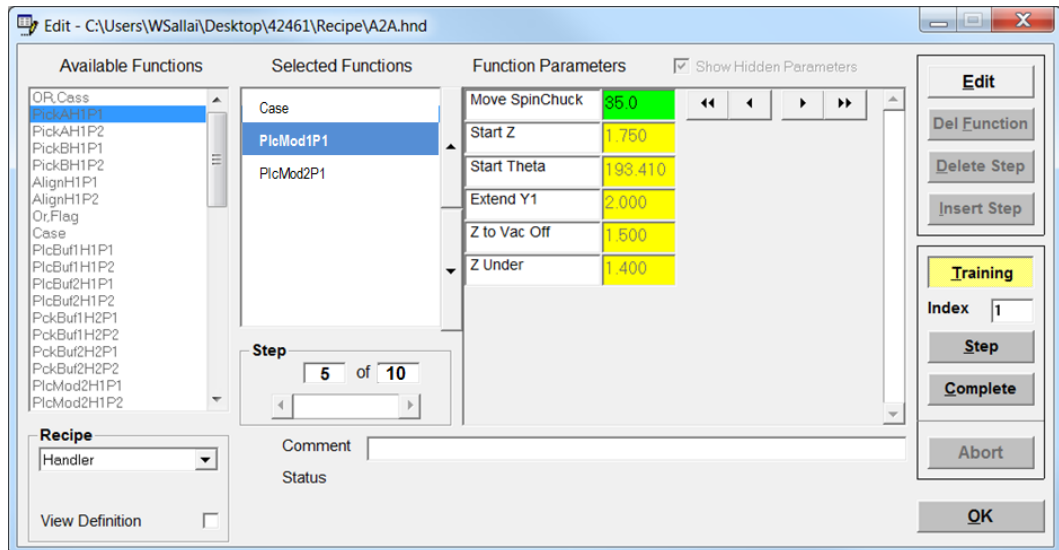 Edit - C:\Users\WSallai\Desktop\42461\Recipe\A2A.hnd
Available Functions
OR,Cass
PickAH1P1
PickAH1P2
PickBH1P1
PickBH1P2
AlignH1P1
AlignH1P2
Or,Flag
Case
PlcBuf1H1P1
PlcBuf1H1P2
PlcBuf2H1P1
PlcBuf2H1P2
PckBuf1H2P1
PckBuf1H2P2
PckBuf2H2P1
PckBuf2H2P2
PlcMod2H1P1
PlcMod2H1P2
Recipe
Handler
View Definition
Selected Functions
Case
PlcMod1P1
PlcMod2P1
Step
5 of 10
Function Parameters
Show Hidden Parameters
Move SpinChuck 35.0
Start Z 1.750
Start Theta 193.410
Extend Y1 2.000
Z to Vac Off 1.500
Z Under 1.400
Comment
Status
Edit
Del Function
Delete Step
Insert Step
Training
Index 1
Step
Complete
Abort
OK